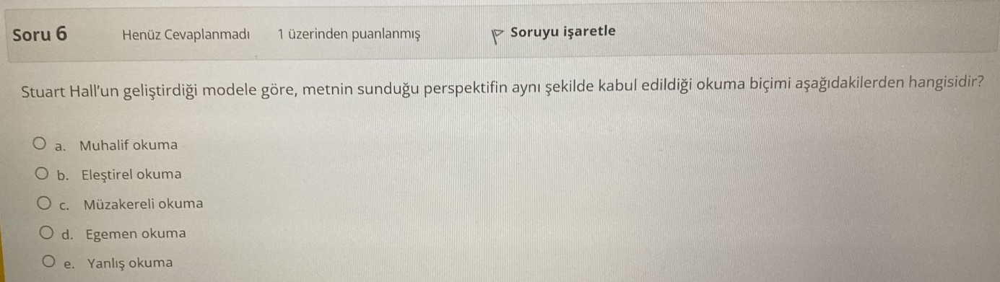 Soru 6 Henüz Cevaplanmadı 1 üzerinden puanlanmış Soruyu işaretle
Stuart Hall'un geliştirdiği modele göre, metnin sunduğu perspektifin aynı şekilde kabul edildiği okuma biçimi aşağıdakilerden hangisidir?
a. Muhalif okuma
b. Eleştirel okuma
c. Müzakereli okuma
d. Egemen okuma
e. Yanlış okuma